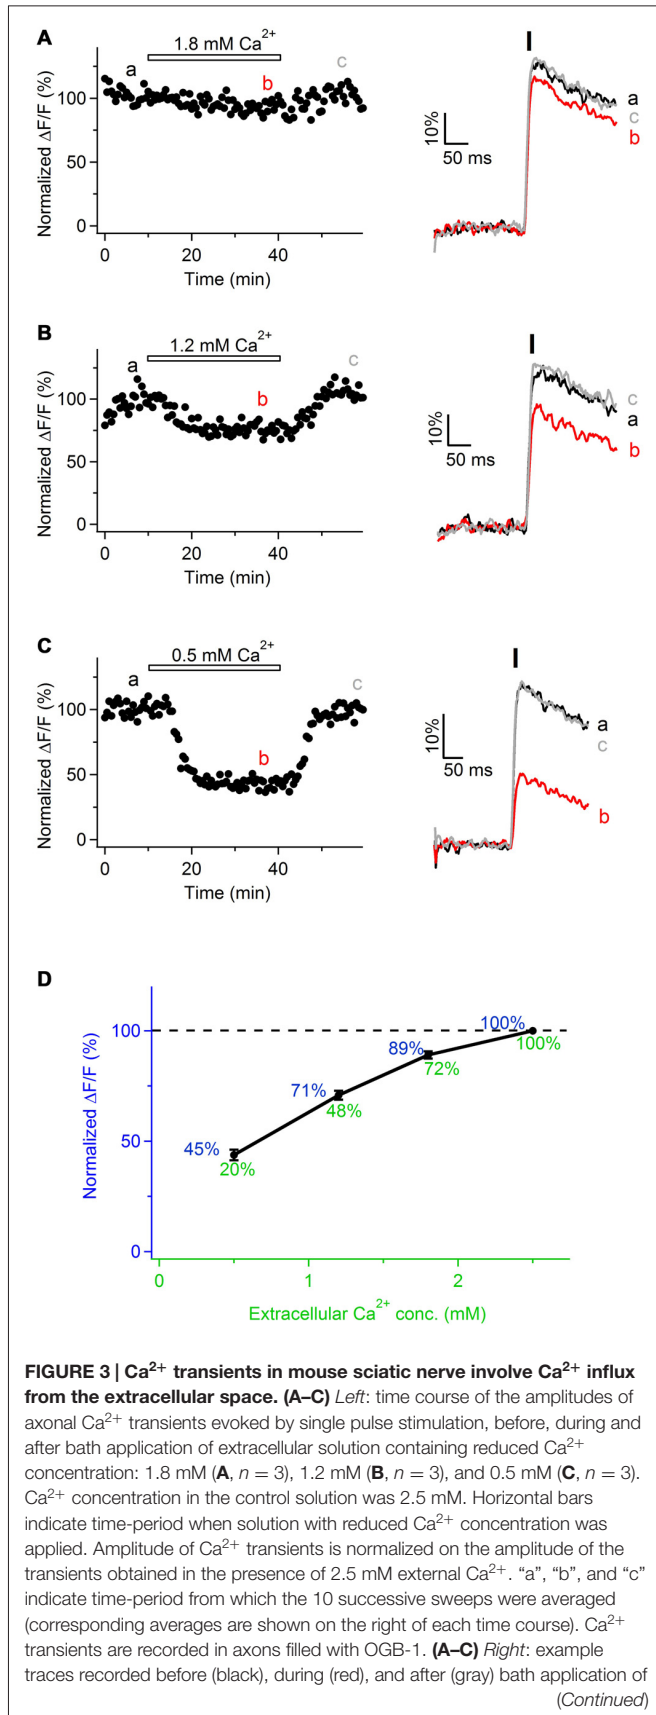 A
1.8 mM Ca²⁺
a
b
c
Normalized ΔF/F (%)
100
50
0
0
20
40
Time (min)
10%
50 ms
a
c
b
B
1.2 mM Ca²⁺
a
b
c
Normalized ΔF/F (%)
100
50
0
0
20
40
Time (min)
10%
50 ms
c
a
b
C
0.5 mM Ca²⁺
a
b
c
Normalized ΔF/F (%)
100
50
0
0
20
40
Time (min)
10%
50 ms
a
c
b
D
Normalized ΔF/F (%)
100
50
0
45%
20%
71%
48%
89%
72%
100%
100%
0
1
2
Extracellular Ca²⁺ conc. (mM)
FIGURE 3 | Ca²⁺ transients in mouse sciatic nerve involve Ca²⁺ influx
from the extracellular space. (A–C) Left: time course of the amplitudes of
axonal Ca²⁺ transients evoked by single pulse stimulation, before, during and
after bath application of extracellular solution containing reduced Ca²⁺
concentration: 1.8 mM (A, n = 3), 1.2 mM (B, n = 3), and 0.5 mM (C, n = 3).
Ca²⁺ concentration in the control solution was 2.5 mM. Horizontal bars
indicate time-period when solution with reduced Ca²⁺ concentration was
applied. Amplitude of Ca²⁺ transients is normalized on the amplitude of the
transients obtained in the presence of 2.5 mM external Ca²⁺. “a”, “b”, and “c”
indicate time-period from which the 10 successive sweeps were averaged
(corresponding averages are shown on the right of each time course). Ca²⁺
transients are recorded in axons filled with OGB-1. (A–C) Right: example
traces recorded before (black), during (red), and after (gray) bath application of
(Continued)